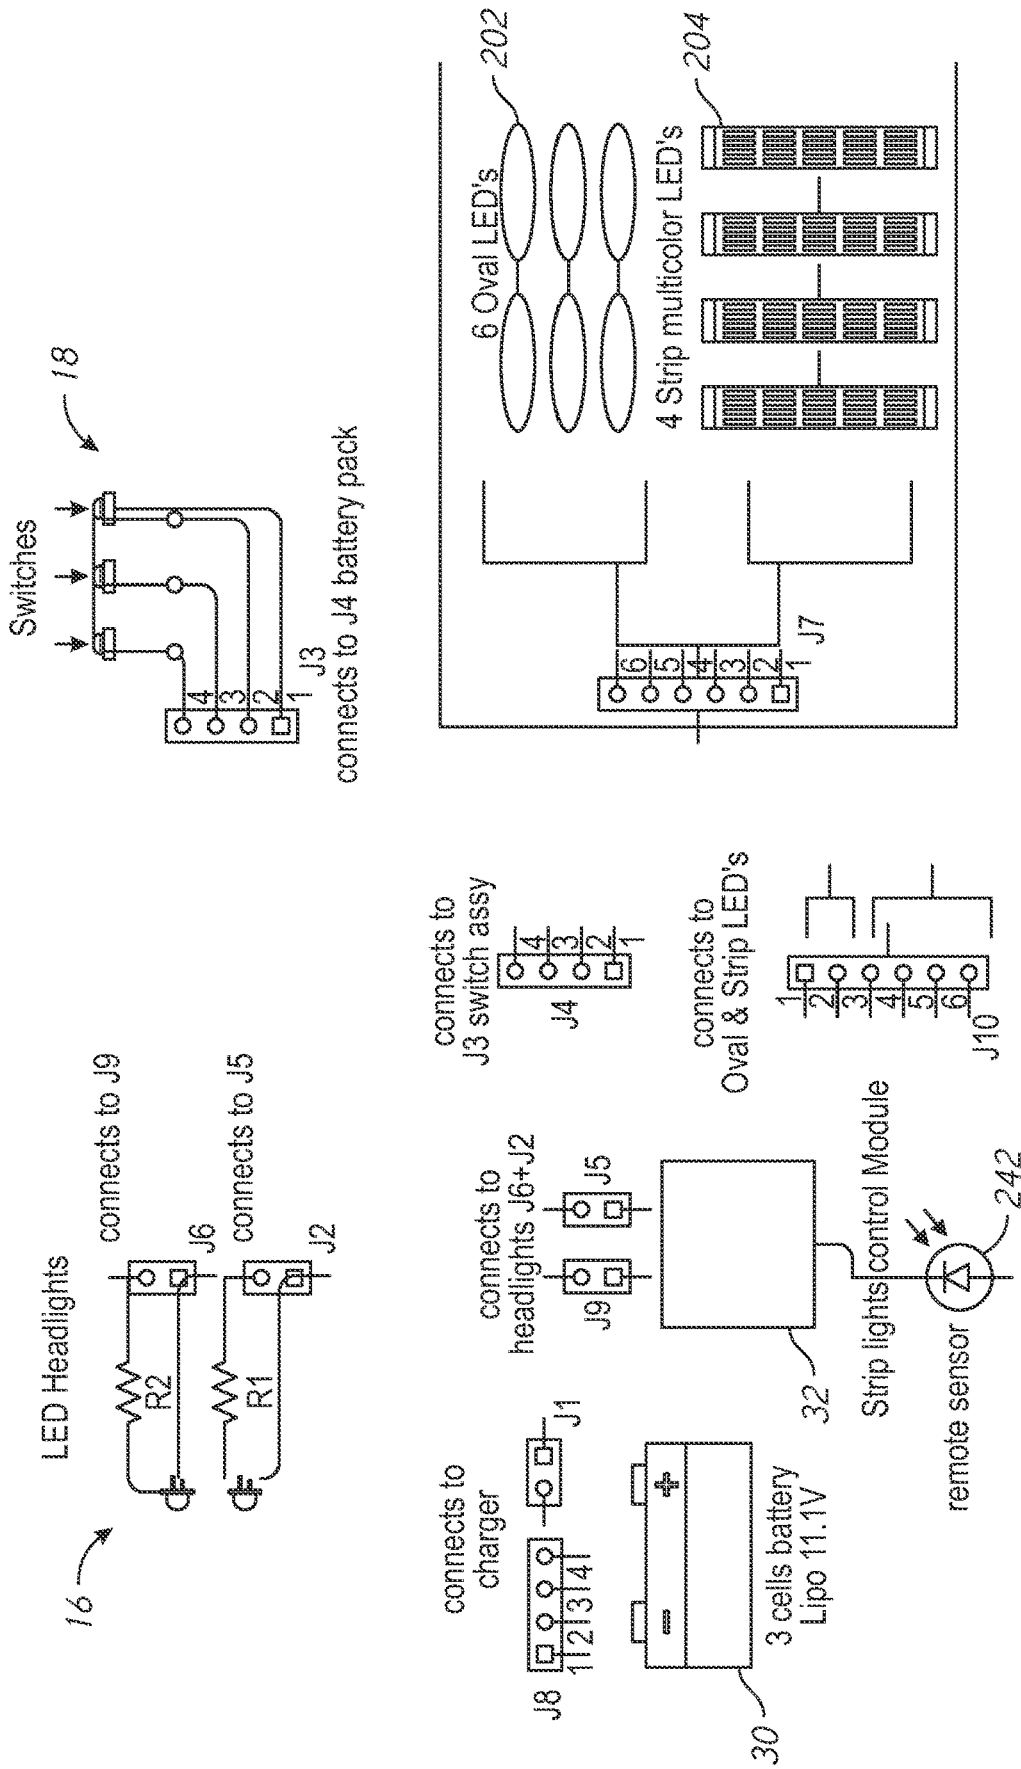 16
LED Headlights
R2
R1
J6
J2
connects to J9
connects to J5
Switches
18
4
3
2
1
J3
connects to J4 battery pack
connects to
charger
J8
1
2
3
4
J1
30
3 cells battery
Lipo 11.1V
connects to
headlights J6+J2
J9
J5
32
Strip lights control Module
remote sensor
242
connects to
J3 switch assy
J4
4
3
2
1
connects to
Oval & Strip LED's
1
2
3
4
5
6
J10
6
5
4
3
2
1
J7
6 Oval LED's
202
4 Strip multicolor LED's
204